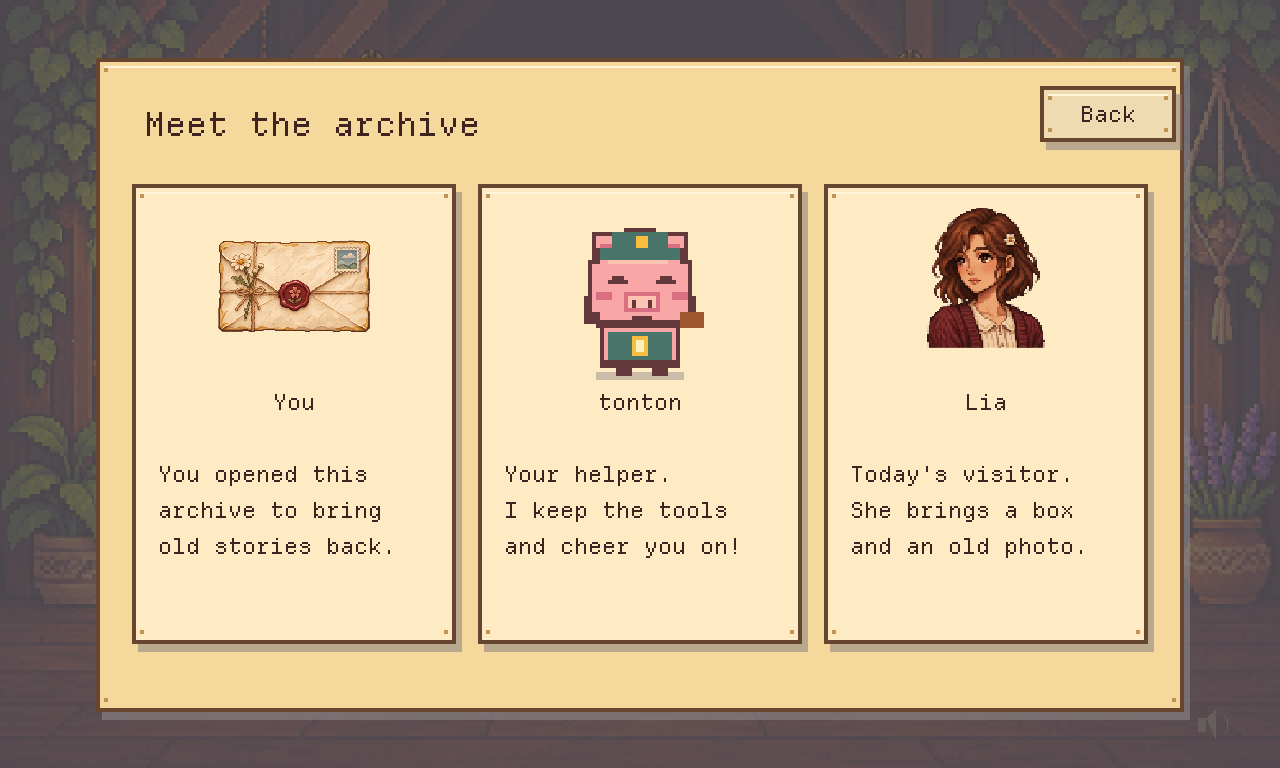 Meet the archive
Back
You
You opened this
archive to bring
old stories back.
tonton
Your helper.
I keep the tools
and cheer you on!
Lia
Today's visitor.
She brings a box
and an old photo.